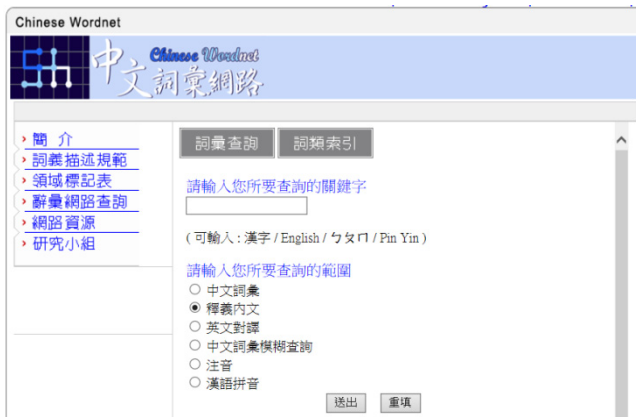 Chinese Wordnet
Chinese Wordnet
中文詞彙網路
簡 介
詞義描述規範
領域標記表
辭彙網路查詢
網路資源
研究小組
詞彙查詢
詞類索引
請輸入您所要查詢的關鍵字
( 可輸入 : 漢字 / English / ㄅㄆㄇ / Pin Yin )
請輸入您所要查詢的範圍
中文詞彙
釋義內文
英文對譯
中文詞彙模糊查詢
注音
漢語拼音
送出
重填